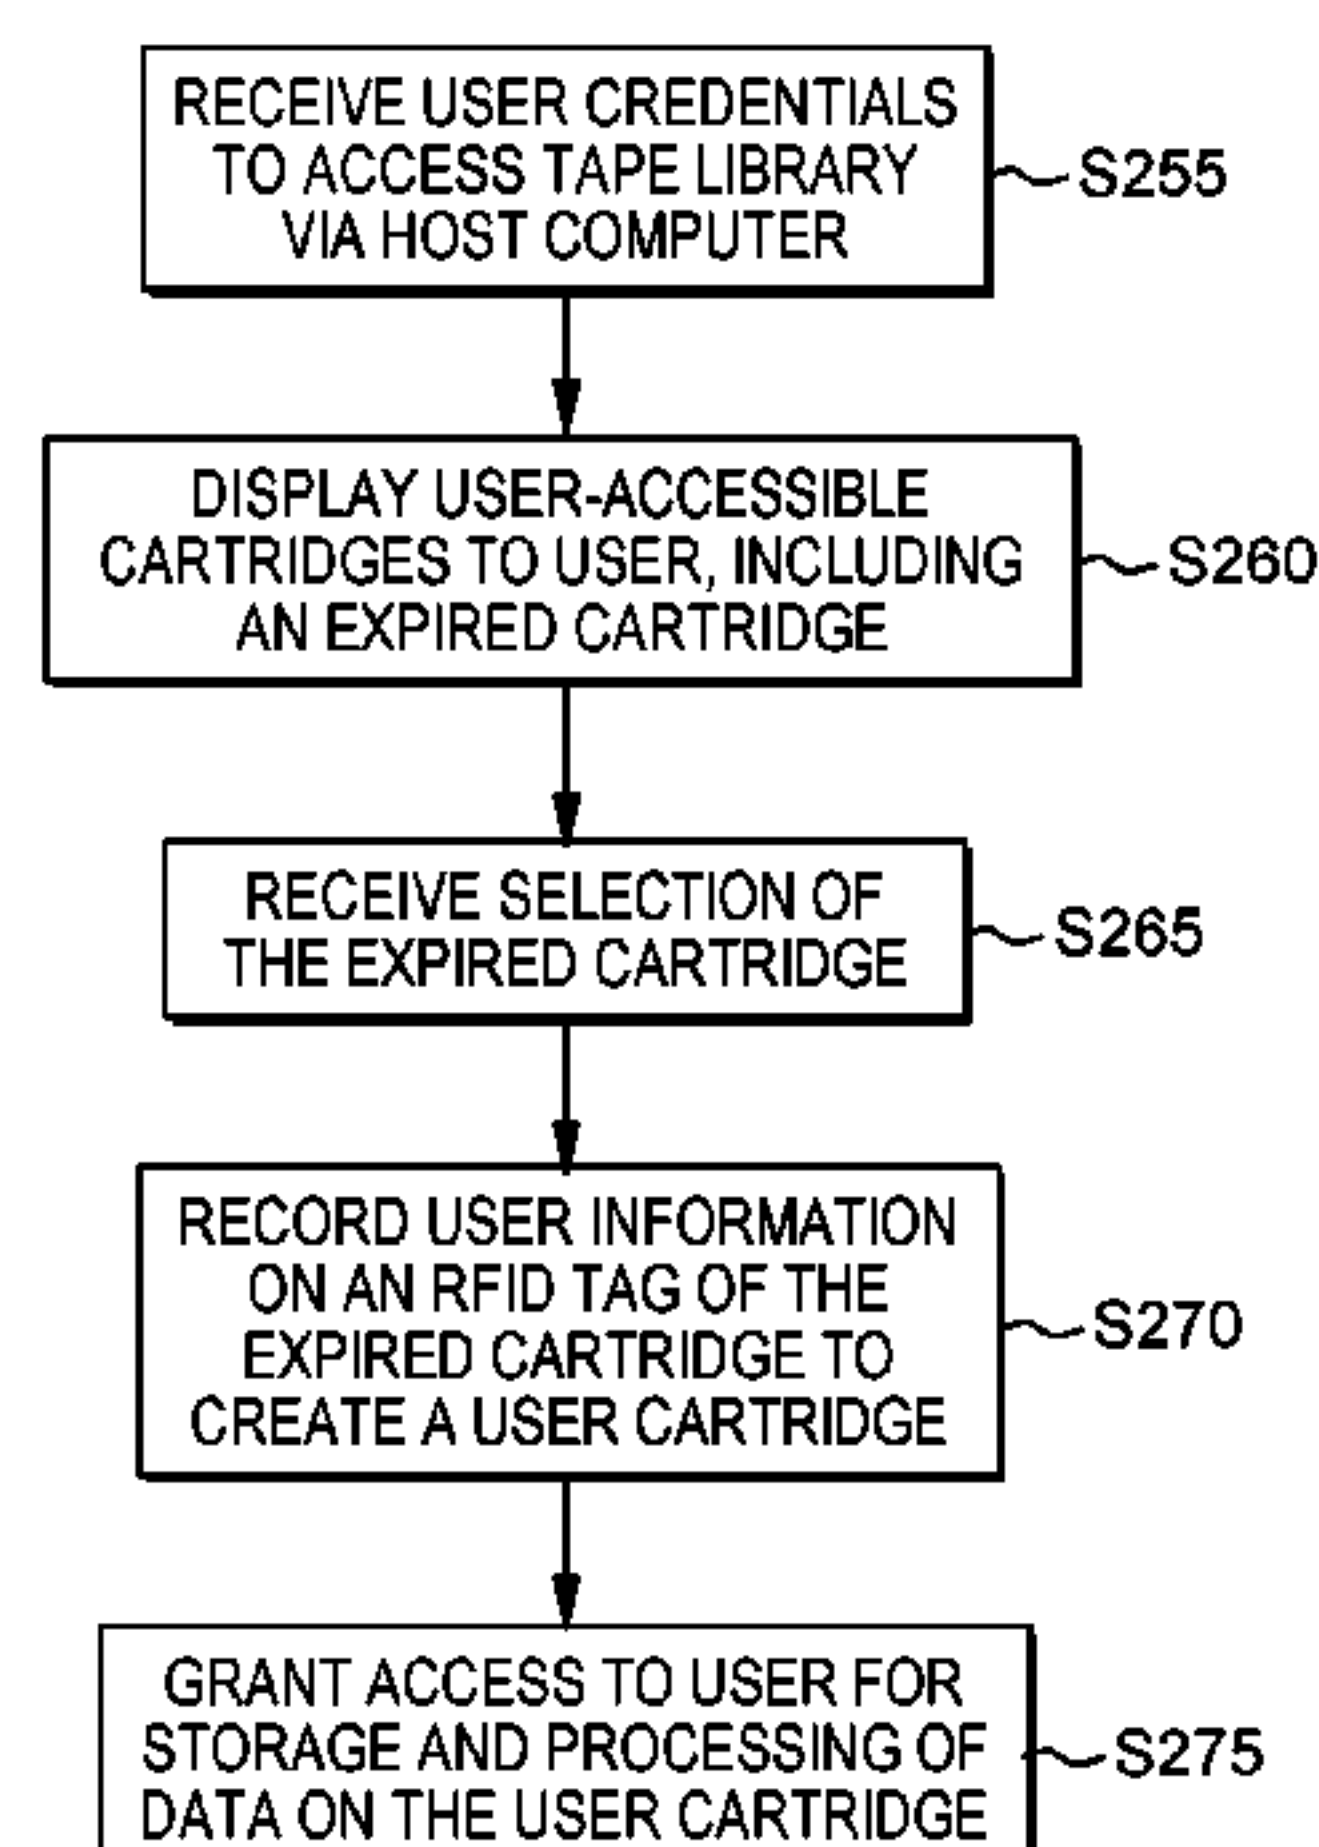 RECEIVE USER CREDENTIALS
TO ACCESS TAPE LIBRARY
VIA HOST COMPUTER
S255
DISPLAY USER-ACCESSIBLE
CARTRIDGES TO USER, INCLUDING
AN EXPIRED CARTRIDGE
S260
RECEIVE SELECTION OF
THE EXPIRED CARTRIDGE
S265
RECORD USER INFORMATION
ON AN RFID TAG OF THE
EXPIRED CARTRIDGE TO
CREATE A USER CARTRIDGE
S270
GRANT ACCESS TO USER FOR
STORAGE AND PROCESSING OF
DATA ON THE USER CARTRIDGE
S275